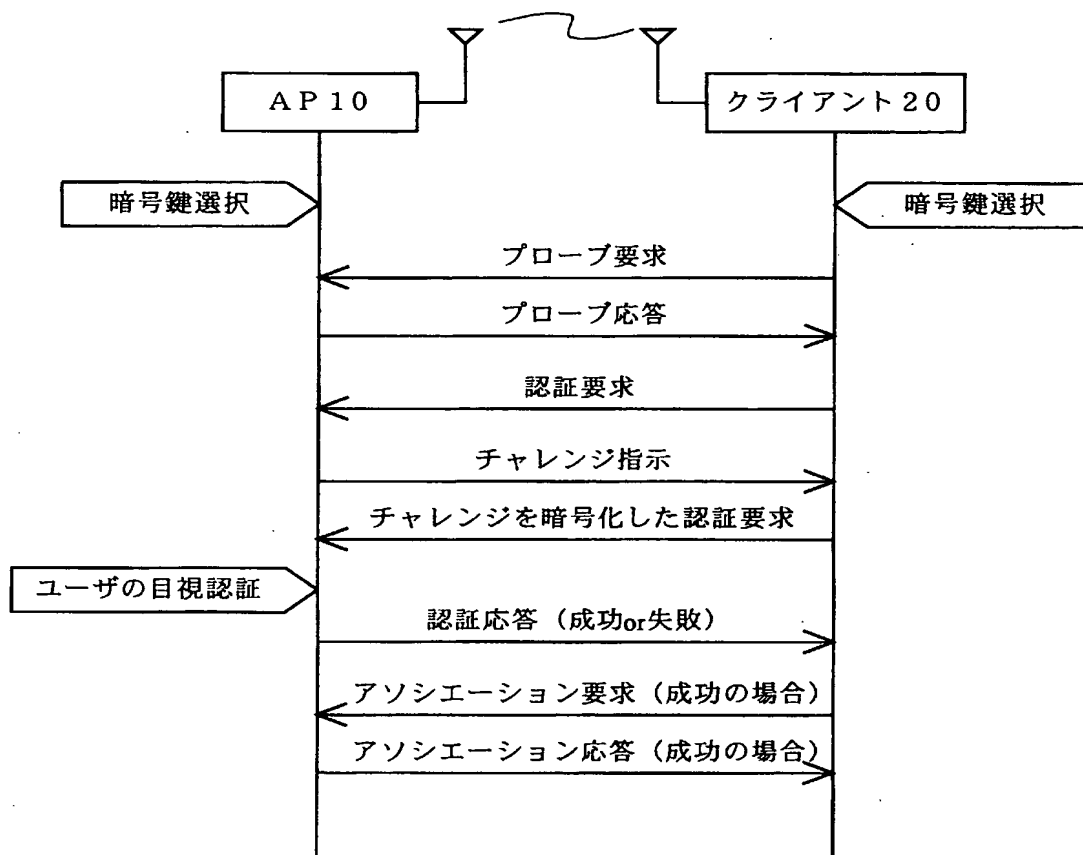 AP10
クライアント20
暗号鍵選択
暗号鍵選択
プローブ要求
プローブ応答
認証要求
チャレンジ指示
チャレンジを暗号化した認証要求
ユーザの目視認証
認証応答（成功or失敗）
アソシエーション要求（成功の場合）
アソシエーション応答（成功の場合）